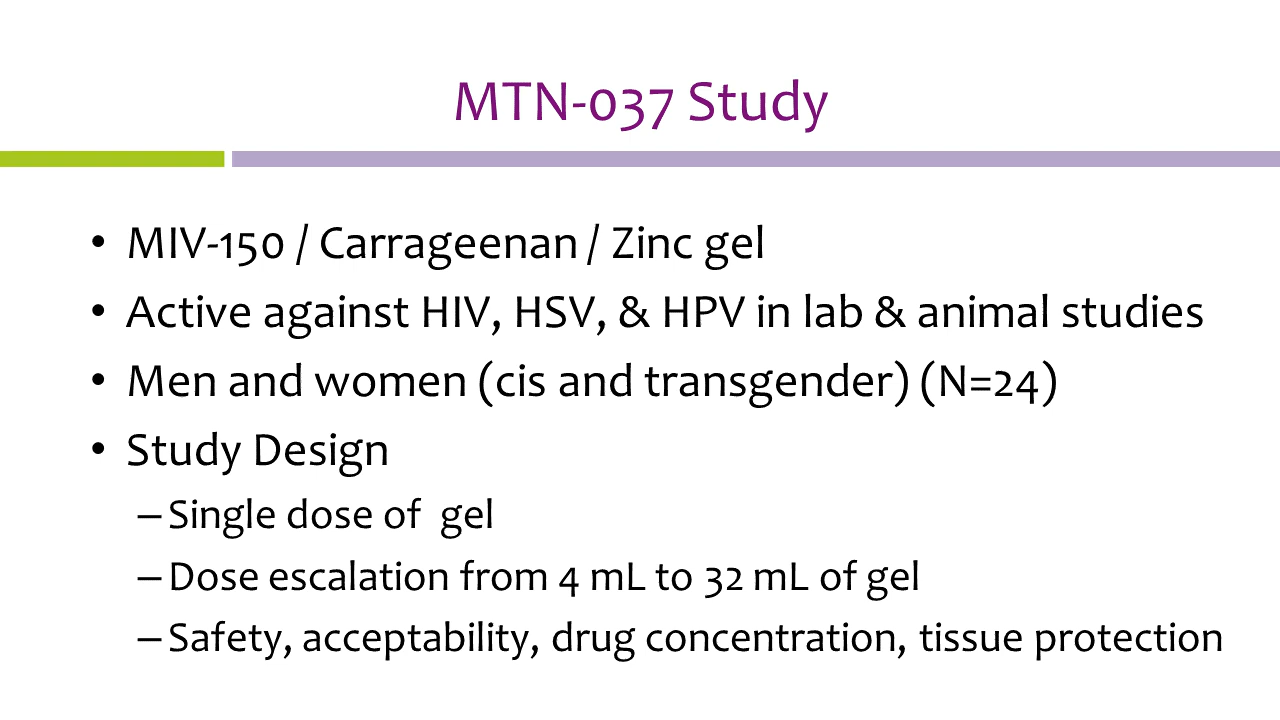 MTN-037 Study
• MIV-150 / Carrageenan / Zinc gel
• Active against HIV, HSV, & HPV in lab & animal studies
• Men and women (cis and transgender) (N=24)
• Study Design
– Single dose of  gel
– Dose escalation from 4 mL to 32 mL of gel
– Safety, acceptability, drug concentration, tissue protection